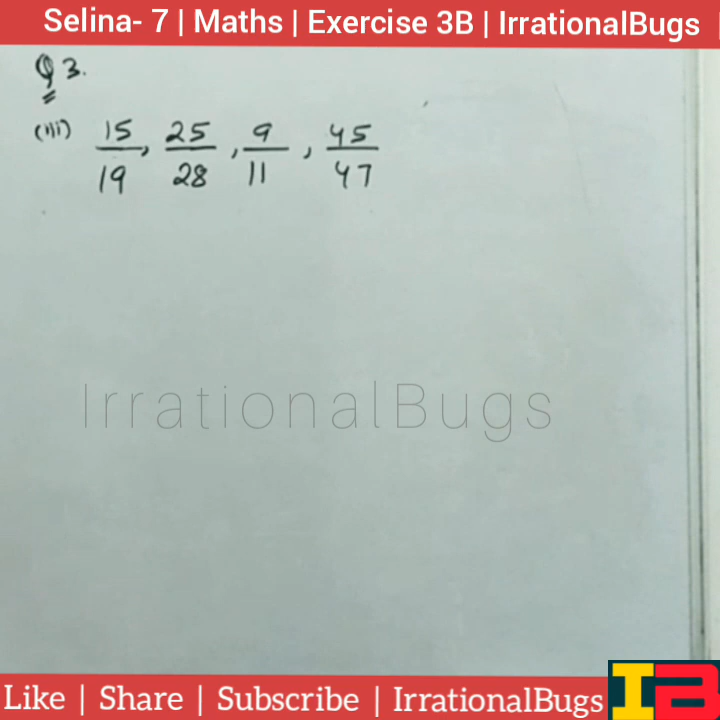 Selina- 7 | Maths | Exercise 3B | IrrationalBugs
Q 3.
(iii) 15/19, 25/28, 9/11, 45/47
IrrationalBugs
Like | Share | Subscribe | IrrationalBugs
IB